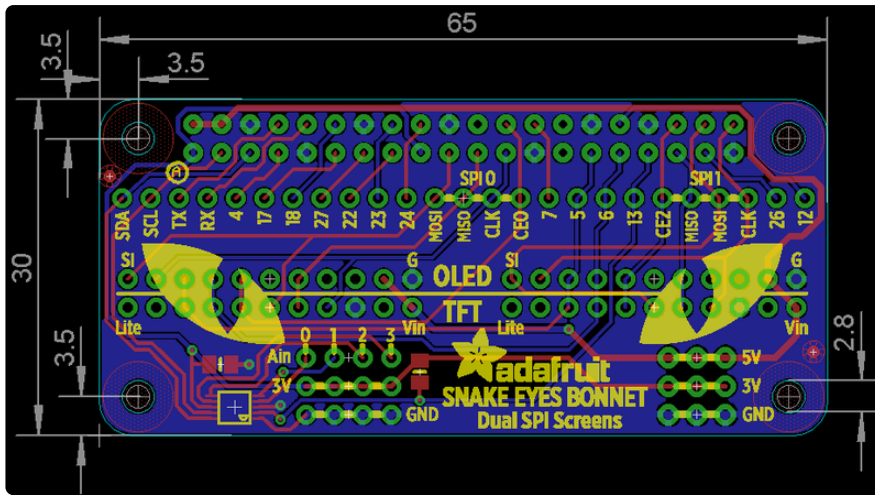 65
3.5
3.5
A
SPI0
SPI1
SDA SCL TX RX 4 17 18 27 22 23 24 MOSI MISO CLK CE0 7 5 6 13 CE2 MISO MOSI CLK 26 12
SI G SI G
OLED
30
TFT
Lite Vin Lite Vin
0 1 2 3
Ain
5V
3.5
2.8
3V
adafruit
3V
SNAKE EYES BONNET
GND
Dual SPI Screens
GND